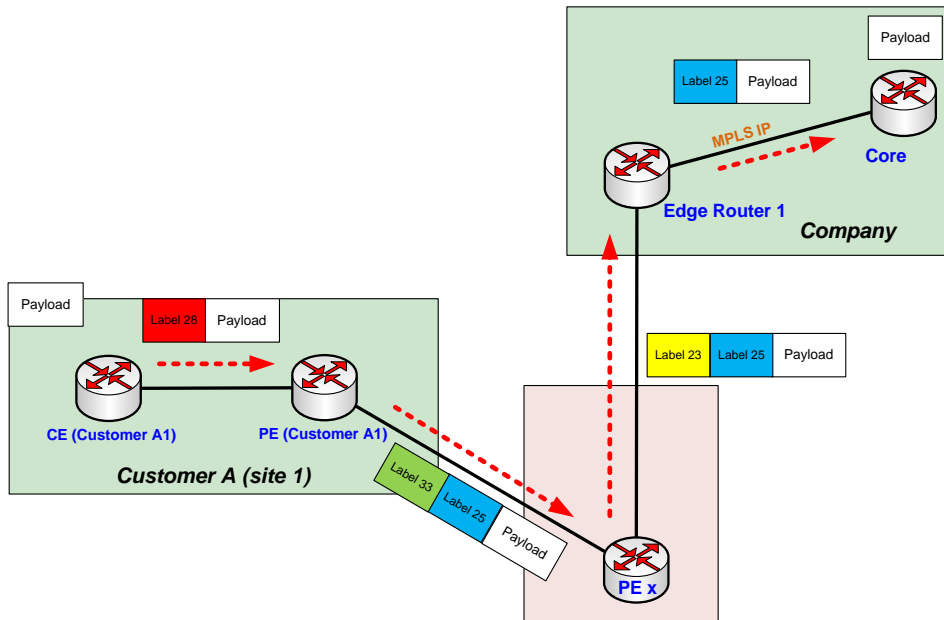 Payload
Label 25 Payload
MPLS IP
Core
Edge Router 1
Company
Payload
Label 28 Payload
Label 23 Label 25 Payload
CE (Customer A1)
PE (Customer A1)
Customer A (site 1)
Label 33 Label 25 Payload
PE x